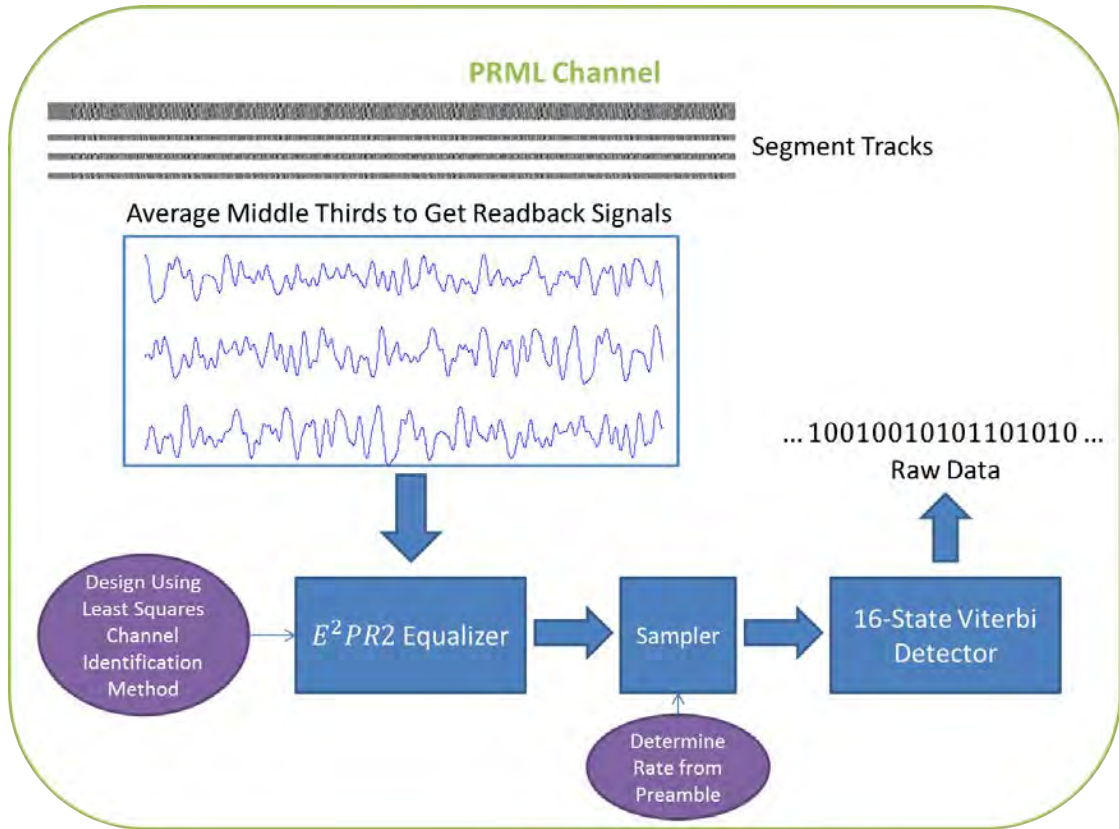 PRML Channel
Segment Tracks
Average Middle Thirds to Get Readback Signals
... 10010010101101010 ...
Raw Data
Design Using
Least Squares
Channel
Identification
Method
E²PR2 Equalizer
Sampler
16-State Viterbi
Detector
Determine
Rate from
Preamble